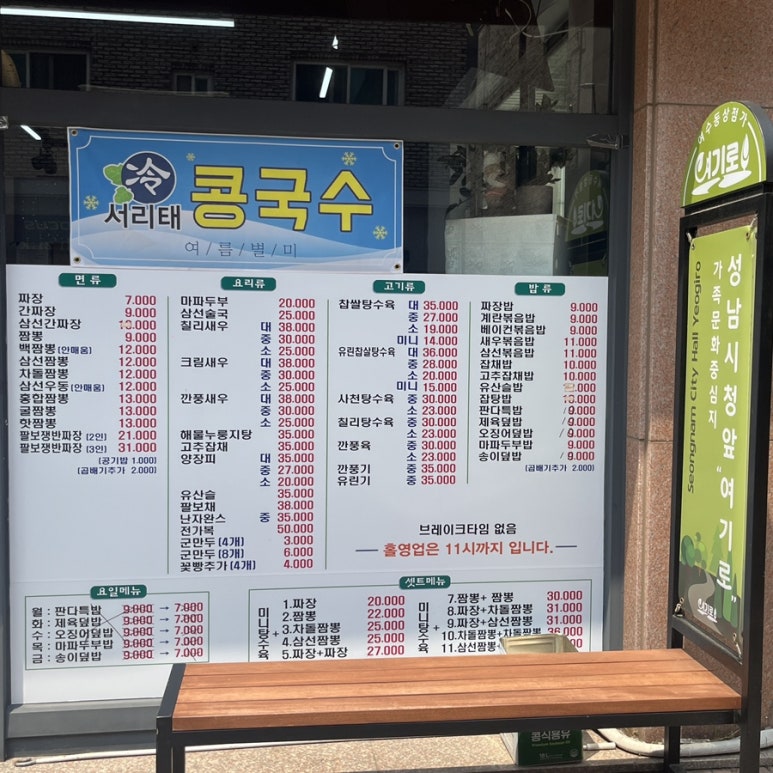 冷
서리태 콩국수
여/름/별/미
면 류
짜장 7.000
간짜장 9.000
삼선간짜장 10.000
짬뽕 9.000
백짬뽕(안매움) 12.000
삼선짬뽕 12.000
차돌짬뽕 12.000
삼선우동(안매움) 12.000
홍합짬뽕 13.000
굴짬뽕 13.000
핫짬뽕 13.000
팔보쟁반짜장 (2인) 21.000
팔보쟁반짜장 (3인) 31.000
(공기밥 1.000)
(곱배기추가 2.000)
요리류
마파두부 20.000
삼선술국 25.000
칠리새우 대 38.000
중 30.000
소 25.000
크림새우 대 38.000
중 30.000
소 25.000
깐풍새우 대 38.000
중 30.000
소 25.000
해물누룽지탕 35.000
고추잡채 35.000
양장피 대 35.000
중 27.000
소 20.000
유산슬 35.000
팔보채 38.000
난자완스 중 35.000
전가복 50.000
군만두 (4개) 3.000
군만두 (8개) 6.000
꽃빵추가 (4개) 4.000
고기류
찹쌀탕수육 대 35.000
중 27.000
소 19.000
미니 14.000
유린찹쌀탕수육 대 36.000
중 28.000
소 20.000
미니 15.000
사천탕수육 중 30.000
소 23.000
칠리탕수육 중 30.000
소 23.000
깐풍육 중 30.000
소 23.000
깐풍기 중 35.000
유린기 소 35.000
밥 류
짜장밥 9.000
계란볶음밥 9.000
베이컨볶음밥 9.000
새우볶음밥 11.000
삼선볶음밥 11.000
잡채밥 10.000
고추잡채밥 10.000
유산슬밥
잡탕밥
판다특밥 9.000
제육덮밥 9.000
오징어덮밥 9.000
마파두부밥 9.000
송이덮밥 9.000
(곱배기추가 2.000)
브레이크타임 없음
홀영업은 11시까지 입니다.
요일메뉴
월 : 판다특밥 9.000 → 7.000
화 : 제육덮밥 9.000 → 7.000
수 : 오징어덮밥 9.000 → 7.000
목 : 마파두부밥 9.000 → 7.000
금 : 송이덮밥 9.000 → 7.000
셋트메뉴
미니탕수육 +
1.짜장 20.000
2.짬뽕 22.000
3.차돌짬뽕 25.000
4.삼선짬뽕 25.000
5.짜장+짜장 27.000
미니탕수육 +
7.짬뽕+ 짬뽕 30.000
8.짜장+차돌짬뽕 31.000
9.짜장+삼선짬뽕 31.000
10.차돌짬뽕+차돌짬뽕 36.000
11.삼선짬뽕+
여수동상점가
여기로
성남시청앞 "여기로"
가족문화중심지
Seongnam City Hall Yeogiro
여기로
콩식용유